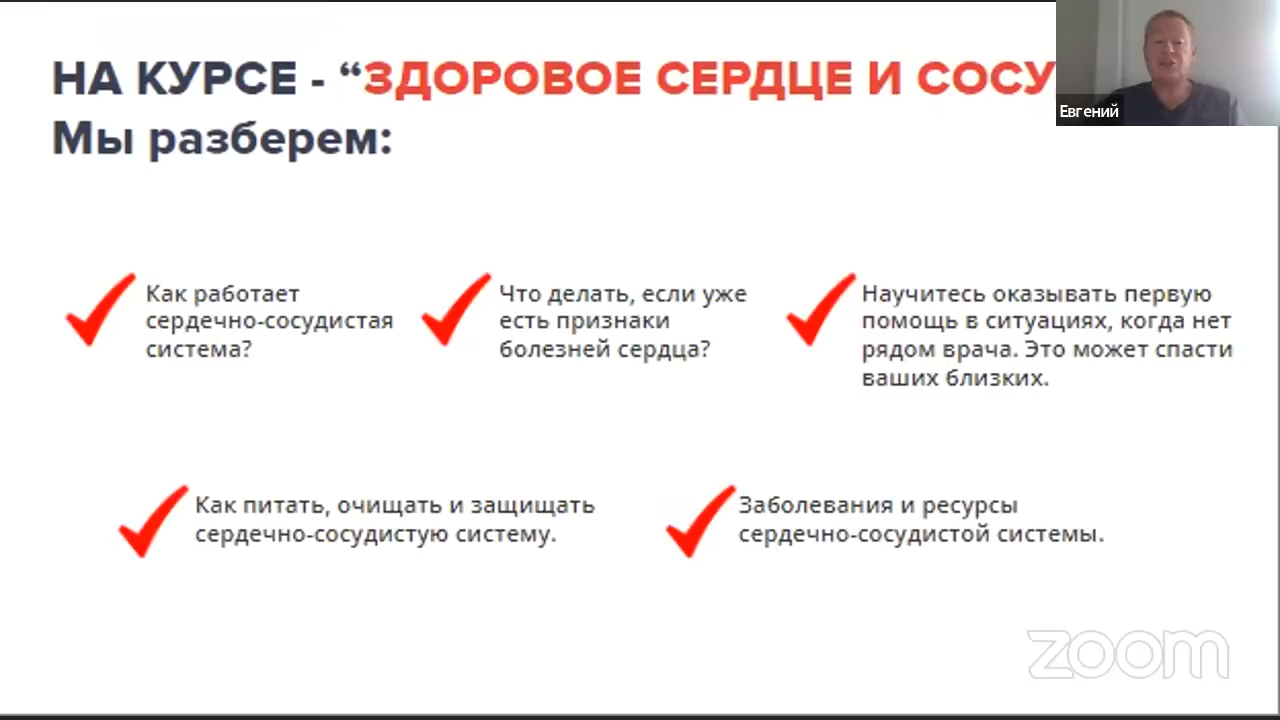 НА КУРСЕ - “ЗДОРОВОЕ СЕРДЦЕ И СОСУ
Мы разберем:
Евгений
Как работает
сердечно-сосудистая
система?
Что делать, если уже
есть признаки
болезней сердца?
Научитесь оказывать первую
помощь в ситуациях, когда нет
рядом врача. Это может спасти
ваших близких.
Как питать, очищать и защищать
сердечно-сосудистую систему.
Заболевания и ресурсы
сердечно-сосудистой системы.
zoom